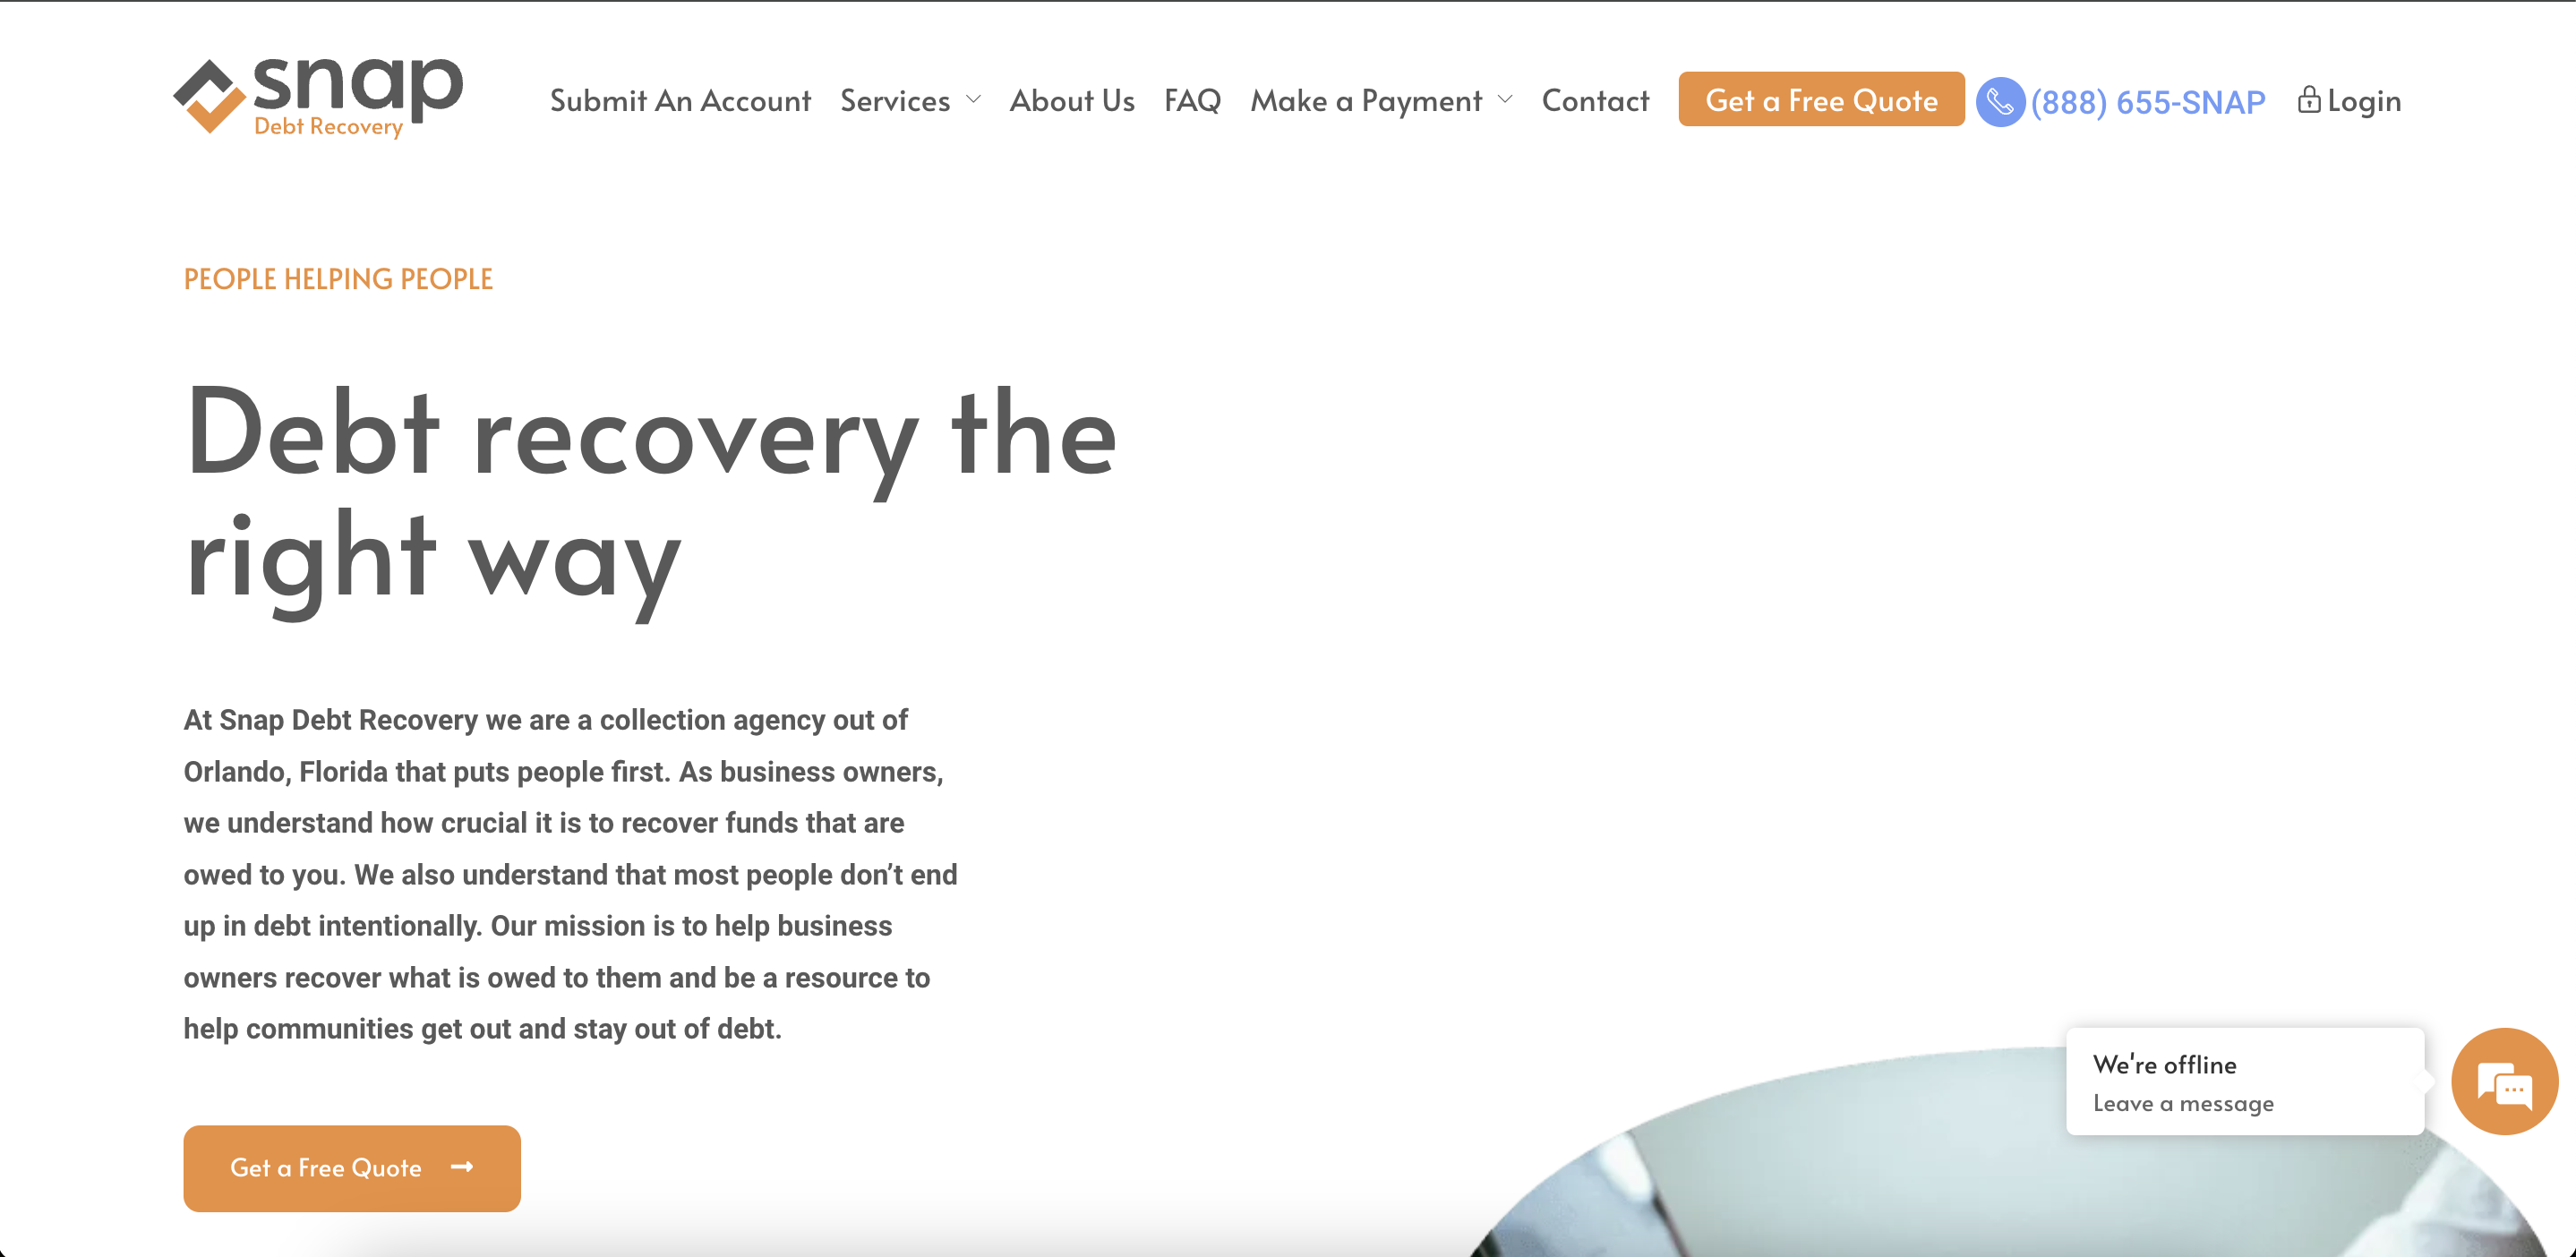 snap
Debt Recovery
Submit An Account
Services
About Us
FAQ
Make a Payment
Contact
Get a Free Quote
(888) 655-SNAP
Login
PEOPLE HELPING PEOPLE
Debt recovery the
right way
At Snap Debt Recovery we are a collection agency out of
Orlando, Florida that puts people first. As business owners,
we understand how crucial it is to recover funds that are
owed to you. We also understand that most people don’t end
up in debt intentionally. Our mission is to help business
owners recover what is owed to them and be a resource to
help communities get out and stay out of debt.
Get a Free Quote
We're offline
Leave a message